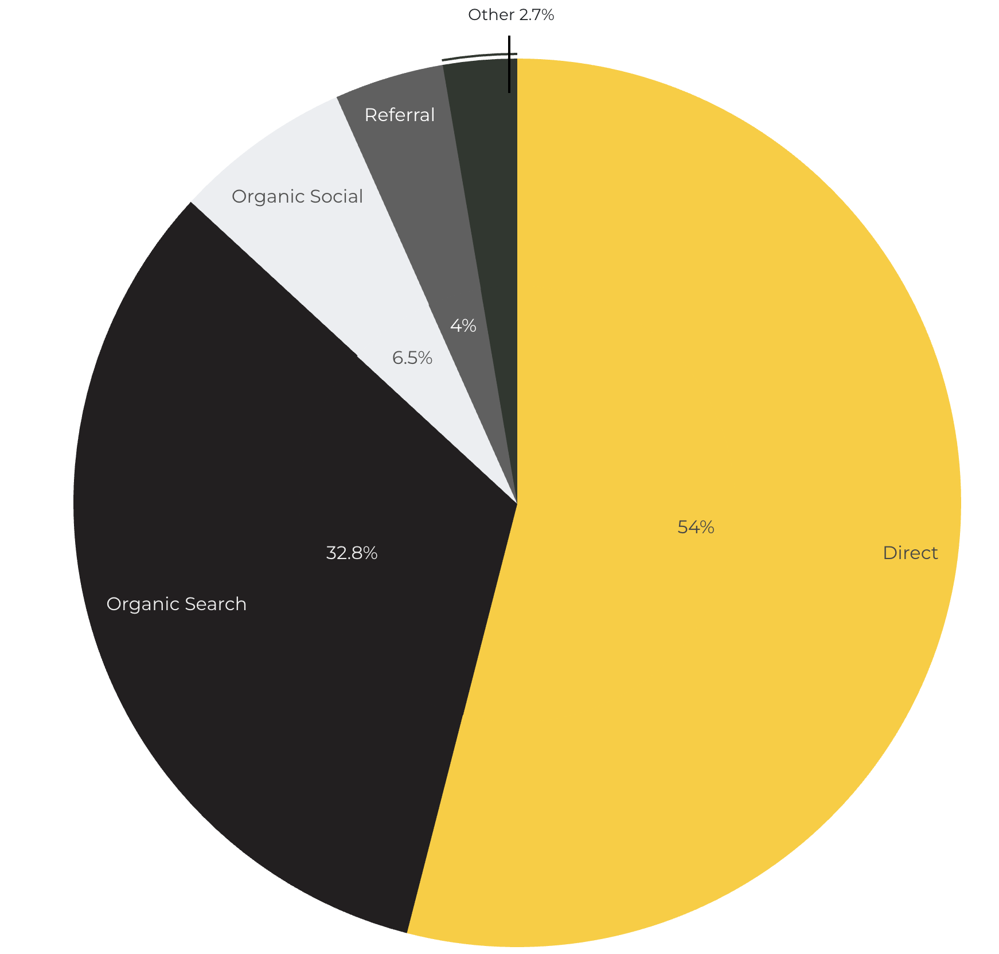 Other 2.7%
Referral
Organic Social
4%
6.5%
54%
32.8%
Direct
Organic Search